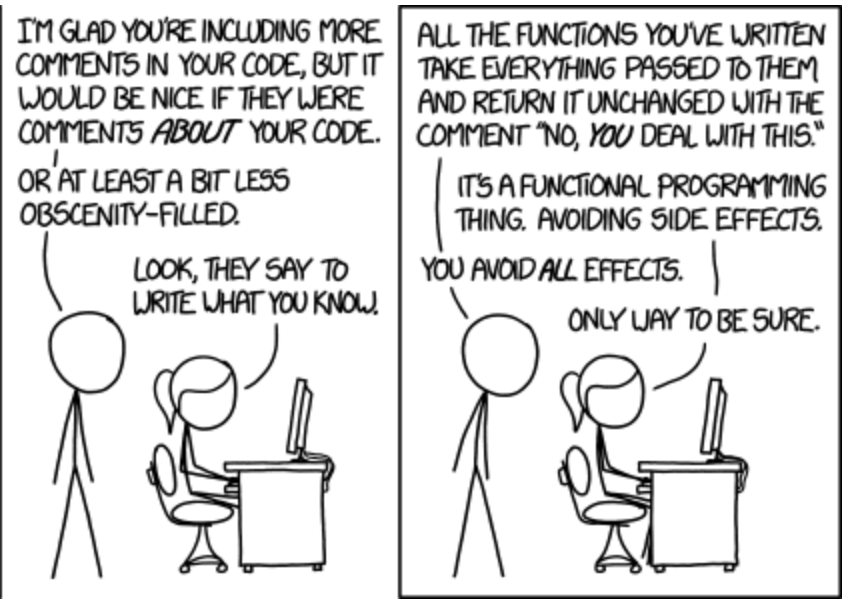 I'M GLAD YOU'RE INCLUDING MORE
COMMENTS IN YOUR CODE, BUT IT
WOULD BE NICE IF THEY WERE
COMMENTS ABOUT YOUR CODE.
OR AT LEAST A BIT LESS
OBSCENITY-FILLED.
LOOK, THEY SAY TO
WRITE WHAT YOU KNOW.
ALL THE FUNCTIONS YOU'VE WRITTEN
TAKE EVERYTHING PASSED TO THEM
AND RETURN IT UNCHANGED WITH THE
COMMENT "NO, YOU DEAL WITH THIS."
IT'S A FUNCTIONAL PROGRAMMING
THING. AVOIDING SIDE EFFECTS.
YOU AVOID ALL EFFECTS.
ONLY WAY TO BE SURE.